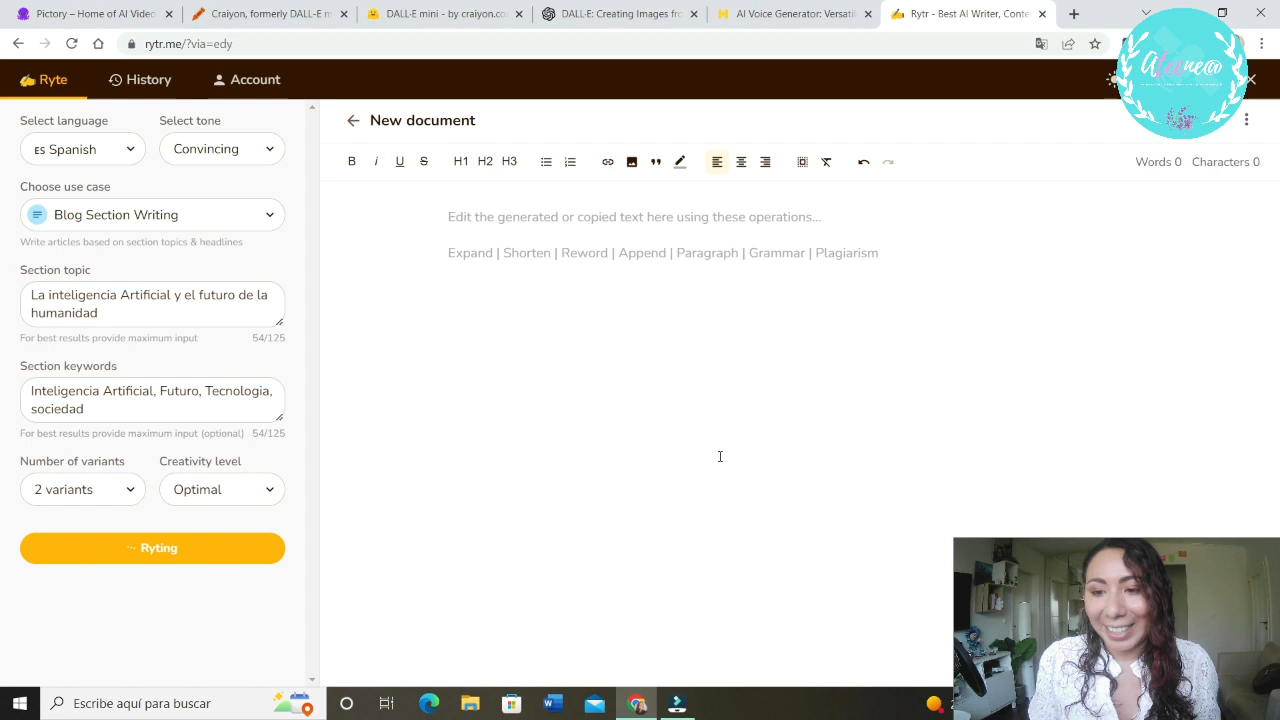 Pictory – Home of AI Video
Craiyon, formerly DALL-E m
DALL·E mini - by craiyon.co
DALL·E: Creating Images fro
AI Voice Generator: Versatil
Rytr - Best AI Writer, Conte
rytr.me/?via=edy
Ryte
History
Account
Select language
Select tone
ES Spanish
Convincing
Choose use case
Blog Section Writing
Write articles based on section topics & headlines
Section topic
La inteligencia Artificial y el futuro de la
humanidad
For best results provide maximum input
54/125
Section keywords
Inteligencia Artificial, Futuro, Tecnologia,
sociedad
For best results provide maximum input (optional)
54/125
Number of variants
Creativity level
2 variants
Optimal
Ryting
New document
B i U S H1 H2 H3
Words 0 Characters 0
Edit the generated or copied text here using these operations...
Expand | Shorten | Reword | Append | Paragraph | Grammar | Plagiarism
Escribe aquí para buscar